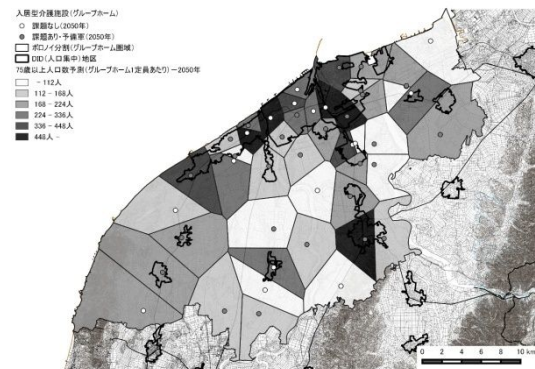 入居型介護施設(グループホーム)
課題なし(2050年)
課題あり・予備軍(2050年)
ボロノイ分割(グループホーム圏域)
DID(人口集中)地区
75歳以上人口数予測(グループホーム1定員あたり)-2050年
- 112人
112 - 168人
168 - 224人
224 - 336人
336 - 448人
448人 -
0 2 4 6 8 10 km